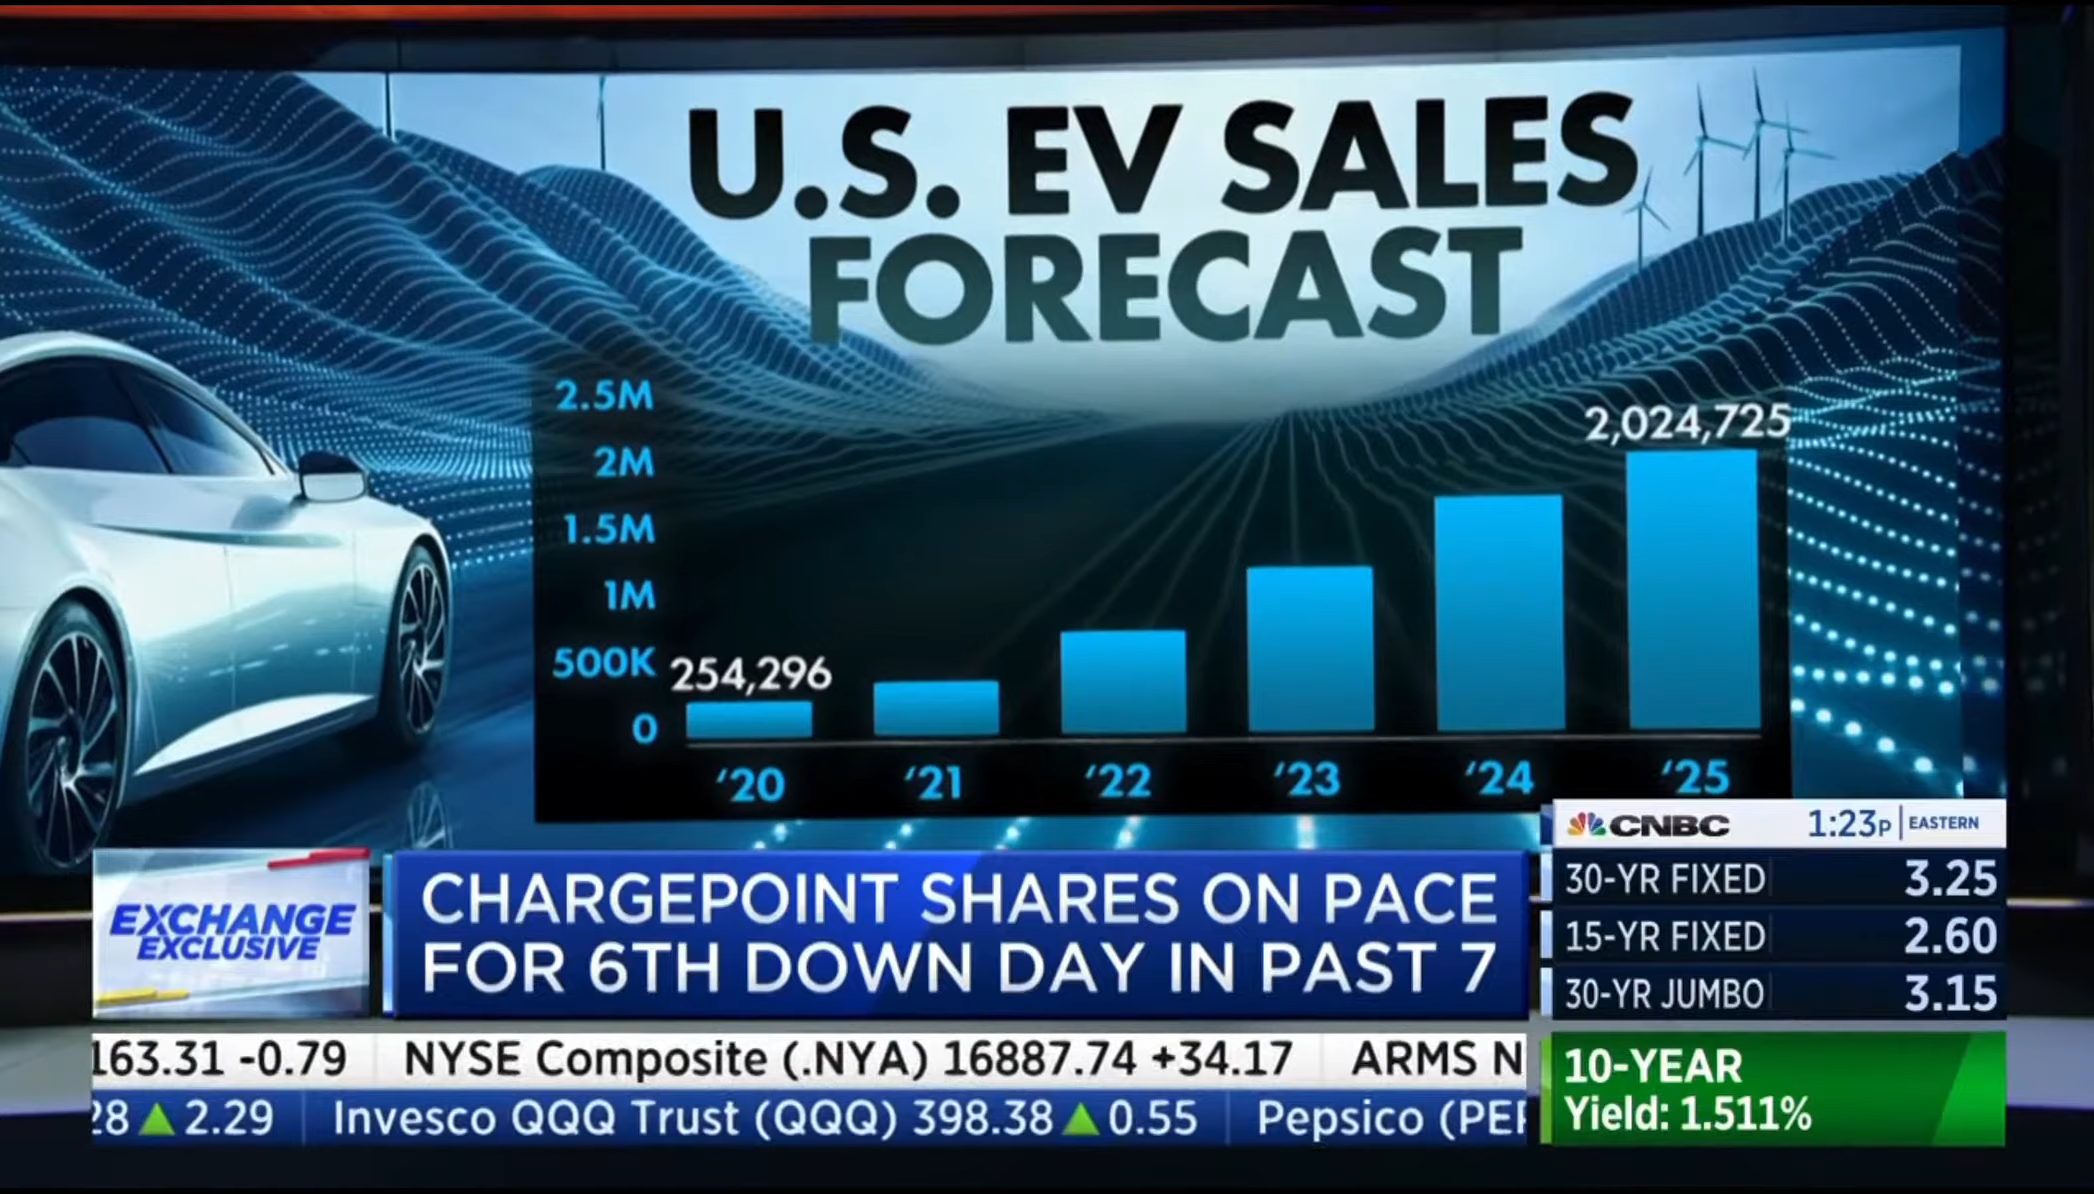 U.S. EV SALES
FORECAST
2.5M
2M
1.5M
1M
500K
0
254,296
2,024,725
'20 '21 '22 '23 '24 '25
EXCHANGE
EXCLUSIVE
CHARGEPOINT SHARES ON PACE
FOR 6TH DOWN DAY IN PAST 7
CNBC 1:23P EASTERN
30-YR FIXED 3.25
15-YR FIXED 2.60
30-YR JUMBO 3.15
10-YEAR
Yield: 1.511%
163.31 -0.79 NYSE Composite (.NYA) 16887.74 +34.17 ARMS N
28 ▲ 2.29 Invesco QQQ Trust (QQQ) 398.38 ▲ 0.55 Pepsico (PEP